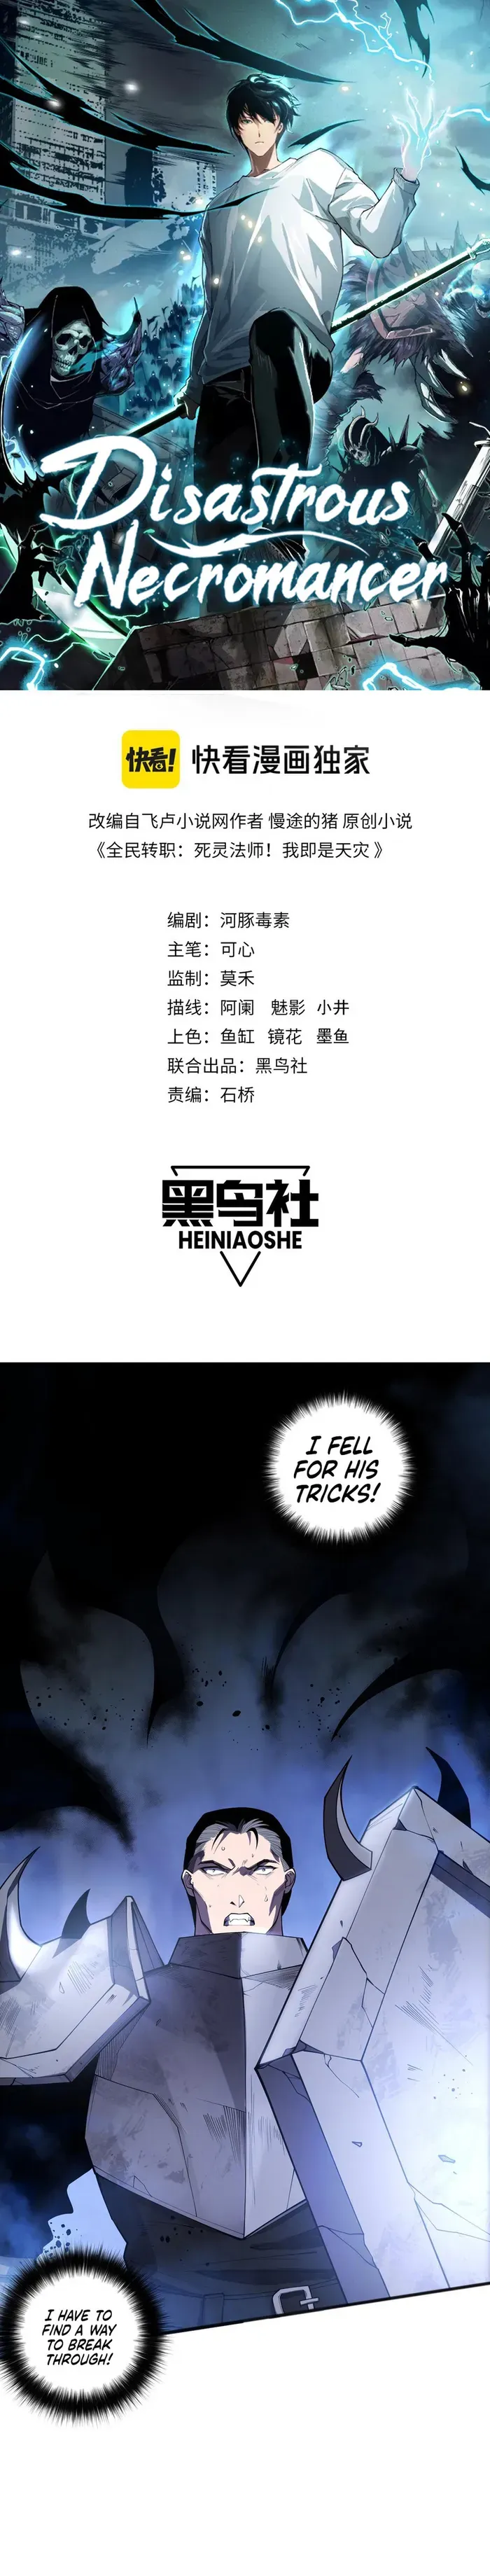 Disastrous
Necromancer
快看!
快看漫画独家
改编自飞卢小说网作者 慢途的猪 原创小说
《全民转职：死灵法师！我即是天灾 》
编剧：河豚毒素
主笔：可心
监制：莫禾
描线：阿阑 魅影 小井
上色：鱼缸 镜花 墨鱼
联合出品：黑鸟社
责编：石桥
黑鸟社
HEINIAOSHE
I FELL
FOR HIS
TRICKS!
I HAVE TO
FIND A WAY
TO BREAK
THROUGH!